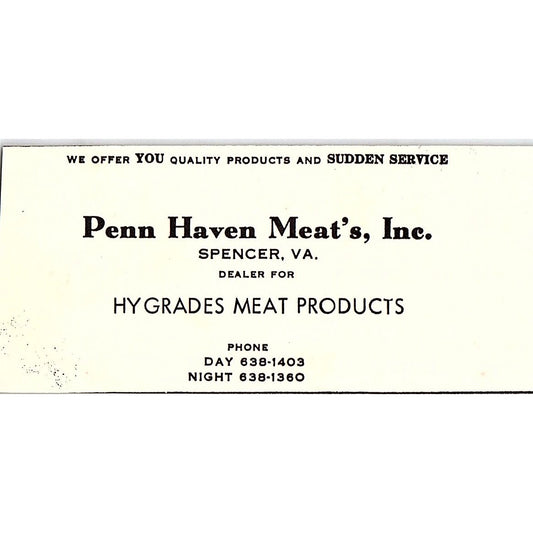 WE OFFER YOU QUALITY PRODUCTS AND SUDDEN SERVICE
Penn Haven Meat's, Inc.
SPENCER, VA.
DEALER FOR
HYGRADES MEAT PRODUCTS
PHONE
DAY 638-1403
NIGHT 638-1360